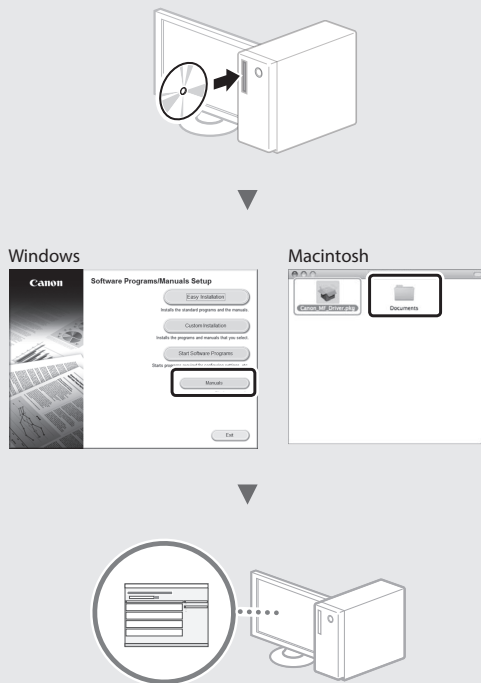 Windows
Macintosh
Canon
Software Programs/Manuals Setup
Easy Installation
Installs the standard programs and the manuals.
Custom Installation
Installs the programs and manuals that you select.
Start Software Programs
Manuals
Exit
Canon_MF_Driver.pkg
Documents